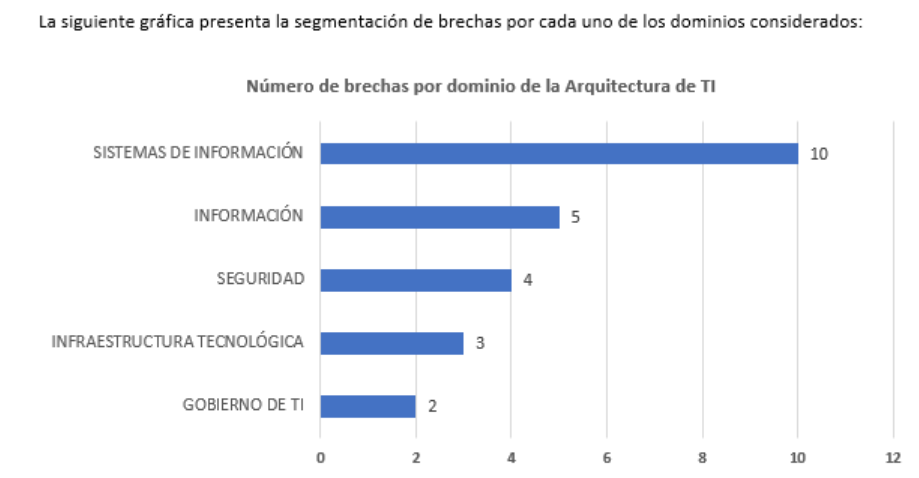 La siguiente gráfica presenta la segmentación de brechas por cada uno de los dominios considerados:
Número de brechas por dominio de la Arquitectura de TI
SISTEMAS DE INFORMACIÓN 10
INFORMACIÓN 5
SEGURIDAD 4
INFRAESTRUCTURA TECNOLÓGICA 3
GOBIERNO DE TI 2
0 2 4 6 8 10 12